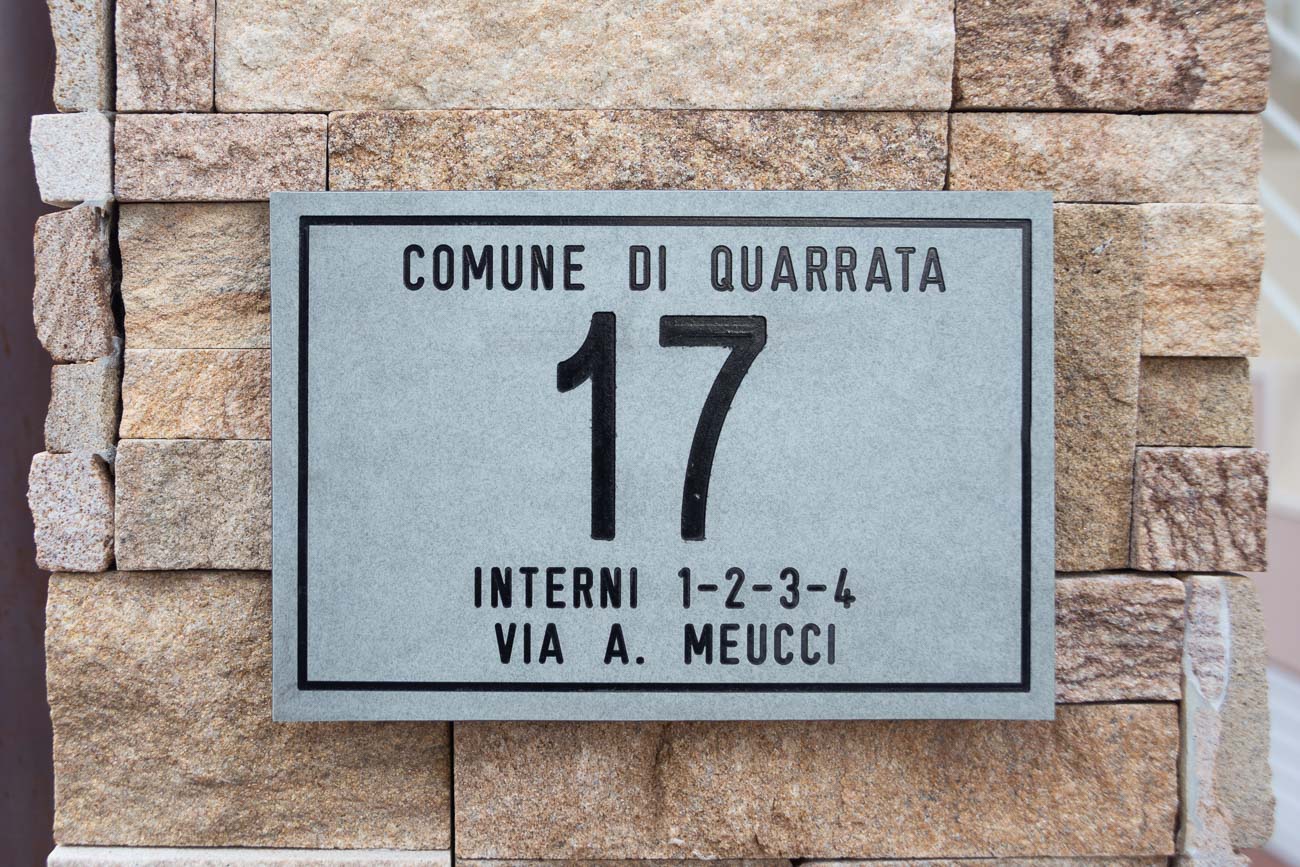 COMUNE DI QUARRATA
17
INTERNI 1-2-3-4
VIA A. MEUCCI